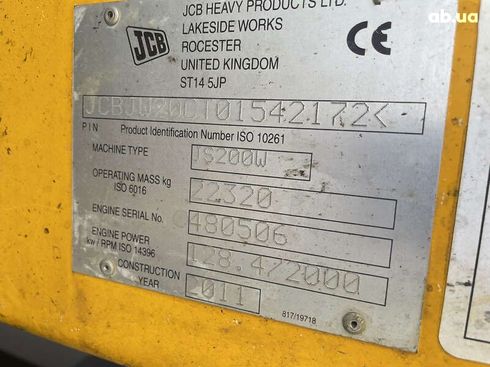 ab.ua
JCB
JCB HEAVY PRODUCTS LTD.
LAKESIDE WORKS
ROCESTER
UNITED KINGDOM
ST14 5JP
CE
JCBJW20CT01542172<
PIN Product Identification Number ISO 10261
MACHINE TYPE JS200W
OPERATING MASS kg
ISO 6016
22320
ENGINE SERIAL No. 480506
ENGINE POWER
kw / RPM ISO 14396
128.4/2000
CONSTRUCTION
YEAR
2011
817/19718